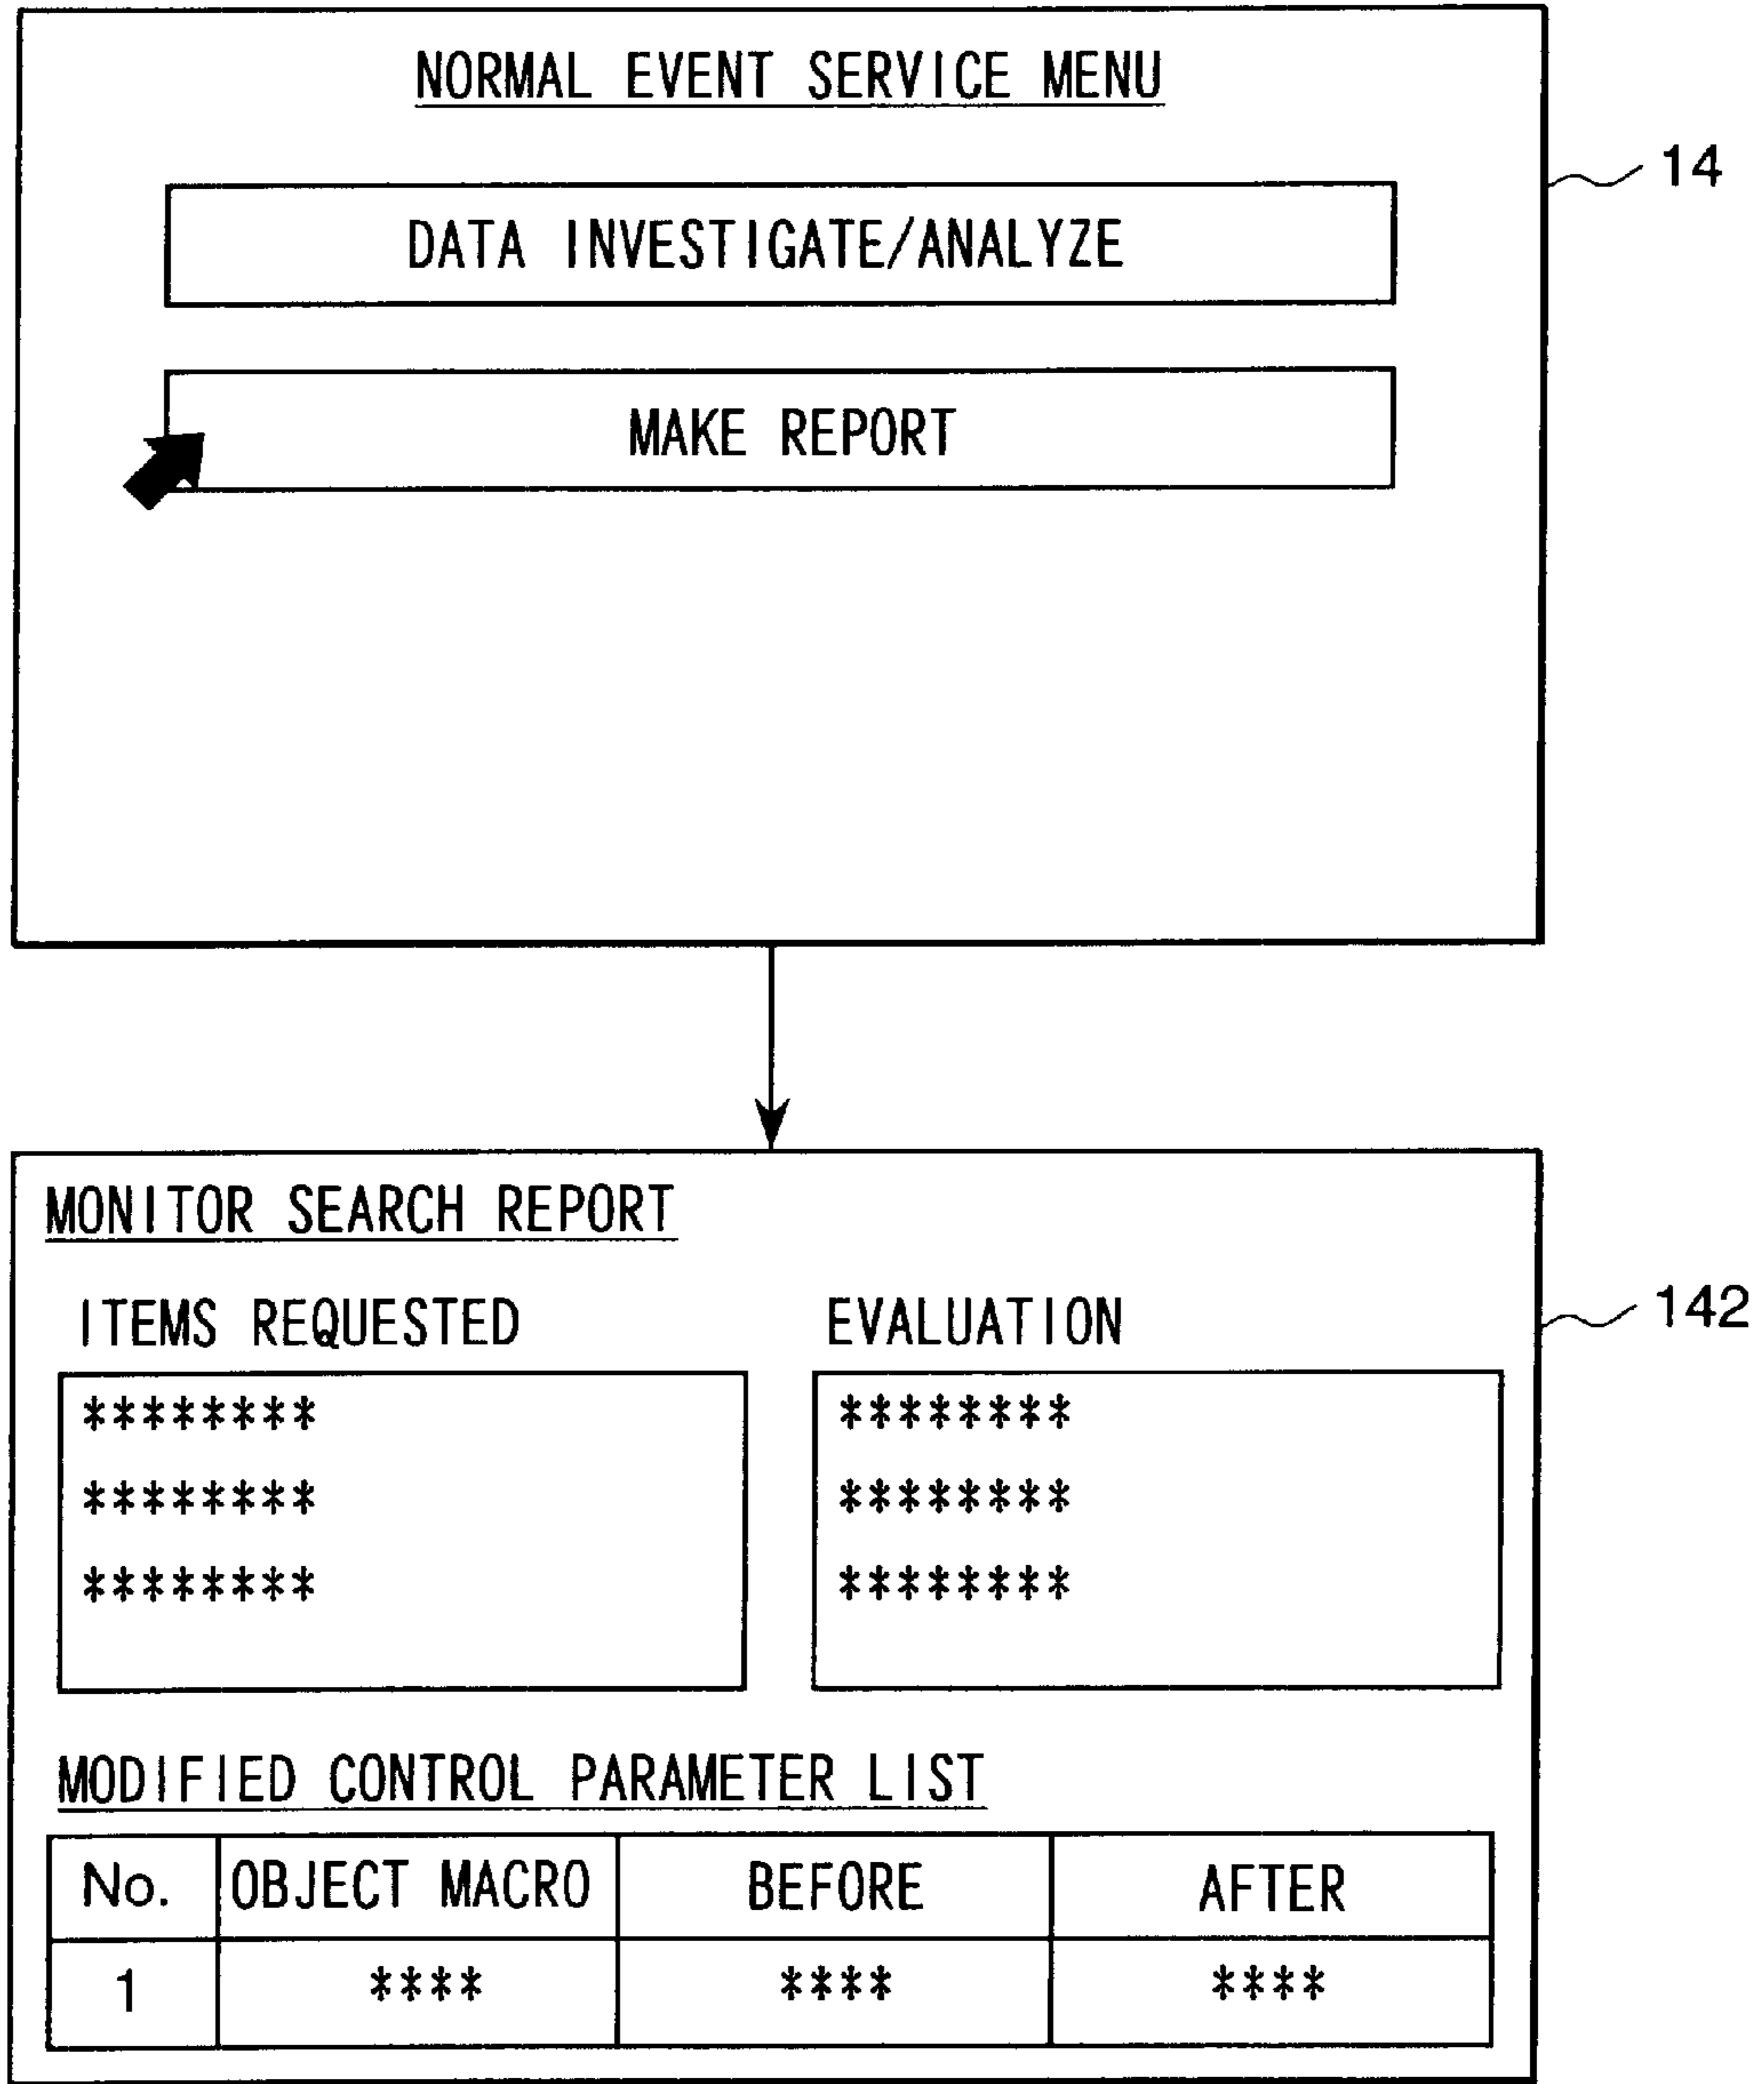 NORMAL EVENT SERVICE MENU
14
DATA INVESTIGATE/ANALYZE
MAKE REPORT
MONITOR SEARCH REPORT
142
ITEMS REQUESTED EVALUATION
******** ********
******** ********
******** ********
MODIFIED CONTROL PARAMETER LIST
No. OBJECT MACRO BEFORE AFTER
1 **** **** ****